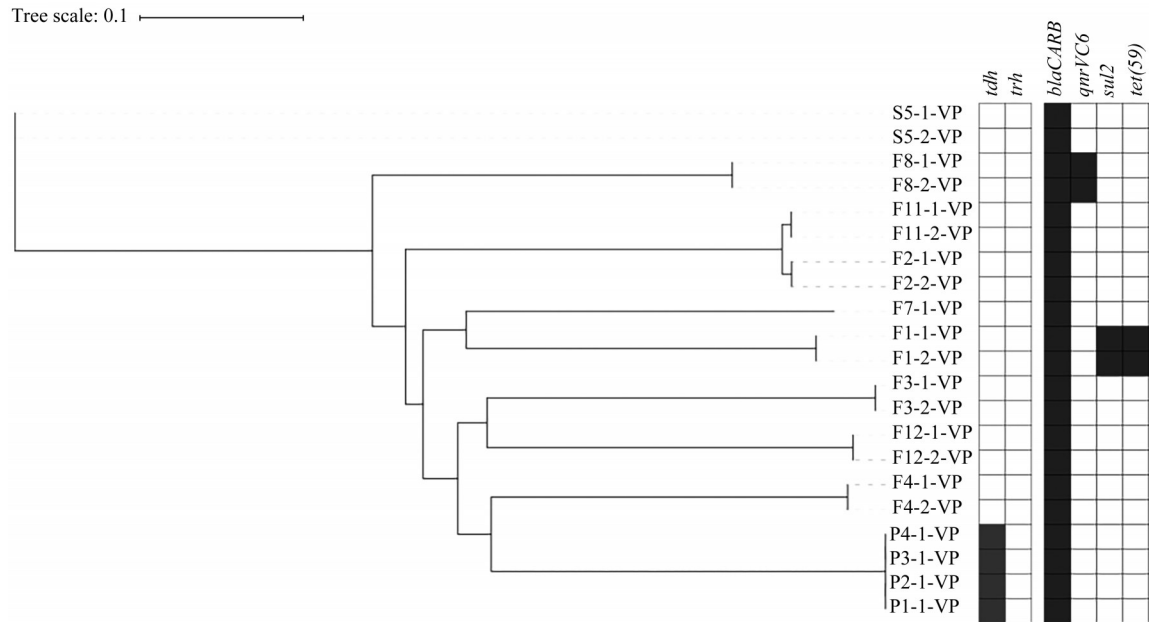 Tree scale: 0.1
tdh
trh
blaCARB
qnrVC6
sul2
tet(59)
S5-1-VP
S5-2-VP
F8-1-VP
F8-2-VP
F11-1-VP
F11-2-VP
F2-1-VP
F2-2-VP
F7-1-VP
F1-1-VP
F1-2-VP
F3-1-VP
F3-2-VP
F12-1-VP
F12-2-VP
F4-1-VP
F4-2-VP
P4-1-VP
P3-1-VP
P2-1-VP
P1-1-VP